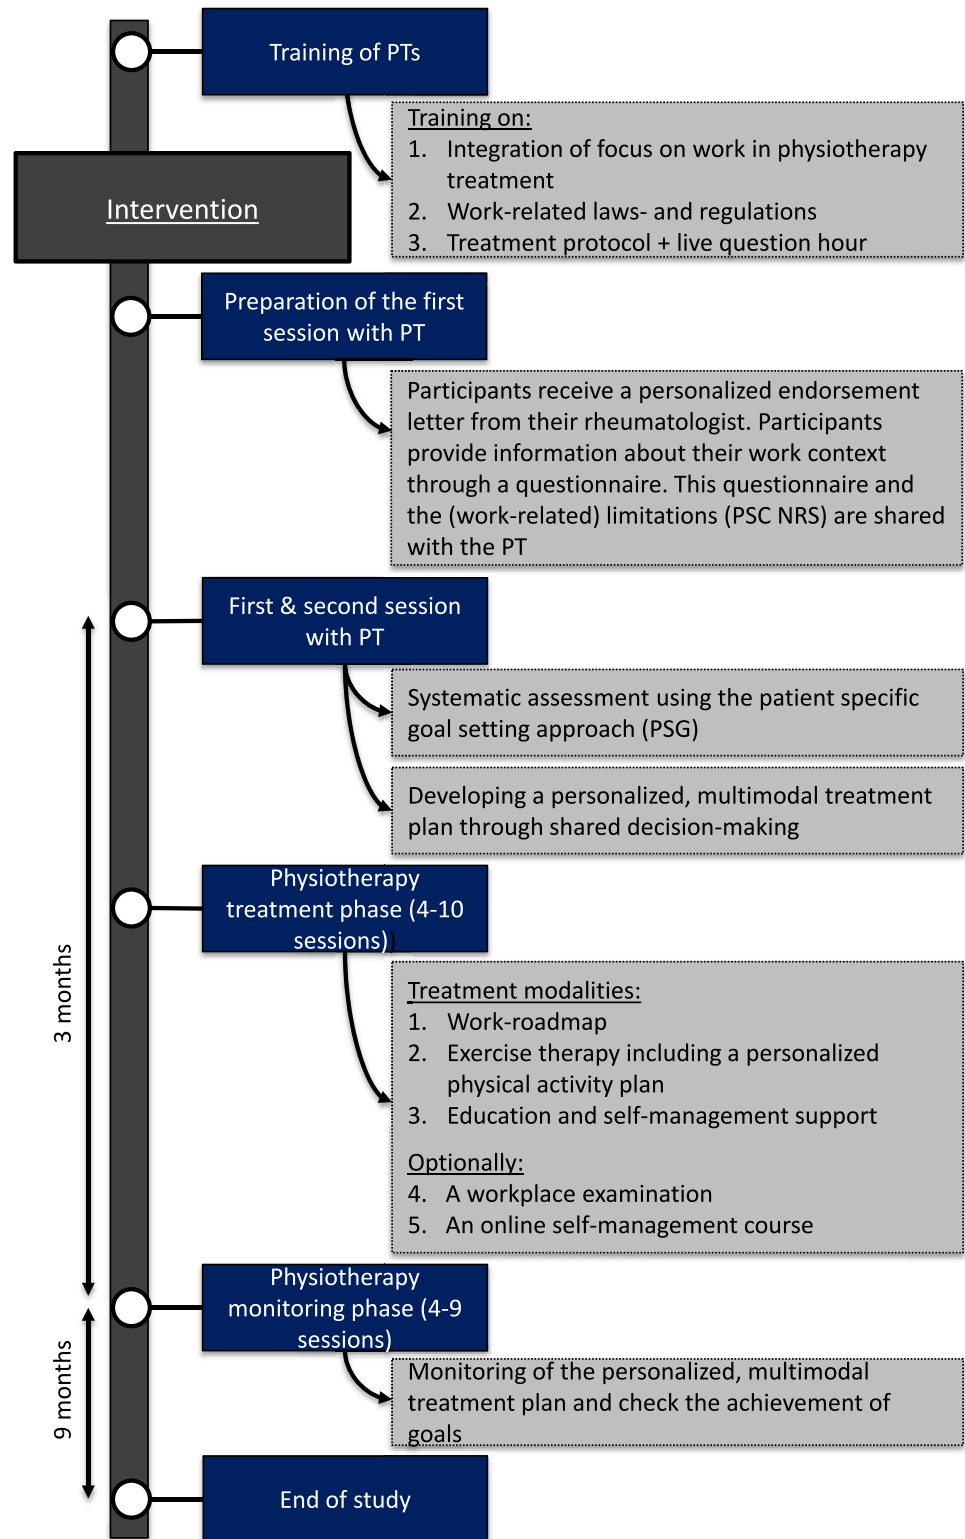 Training of PTs
Training on:
1. Integration of focus on work in physiotherapy
treatment
2. Work-related laws- and regulations
3. Treatment protocol + live question hour
Intervention
Preparation of the first
session with PT
Participants receive a personalized endorsement
letter from their rheumatologist. Participants
provide information about their work context
through a questionnaire. This questionnaire and
the (work-related) limitations (PSC NRS) are shared
with the PT
First & second session
with PT
Systematic assessment using the patient specific
goal setting approach (PSG)
Developing a personalized, multimodal treatment
plan through shared decision-making
Physiotherapy
treatment phase (4-10
sessions))
3 months
Treatment modalities:
1. Work-roadmap
2. Exercise therapy including a personalized
physical activity plan
3. Education and self-management support
Optionally:
4. A workplace examination
5. An online self-management course
Physiotherapy
monitoring phase (4-9
sessions)
9 months
Monitoring of the personalized, multimodal
treatment plan and check the achievement of
goals
End of study